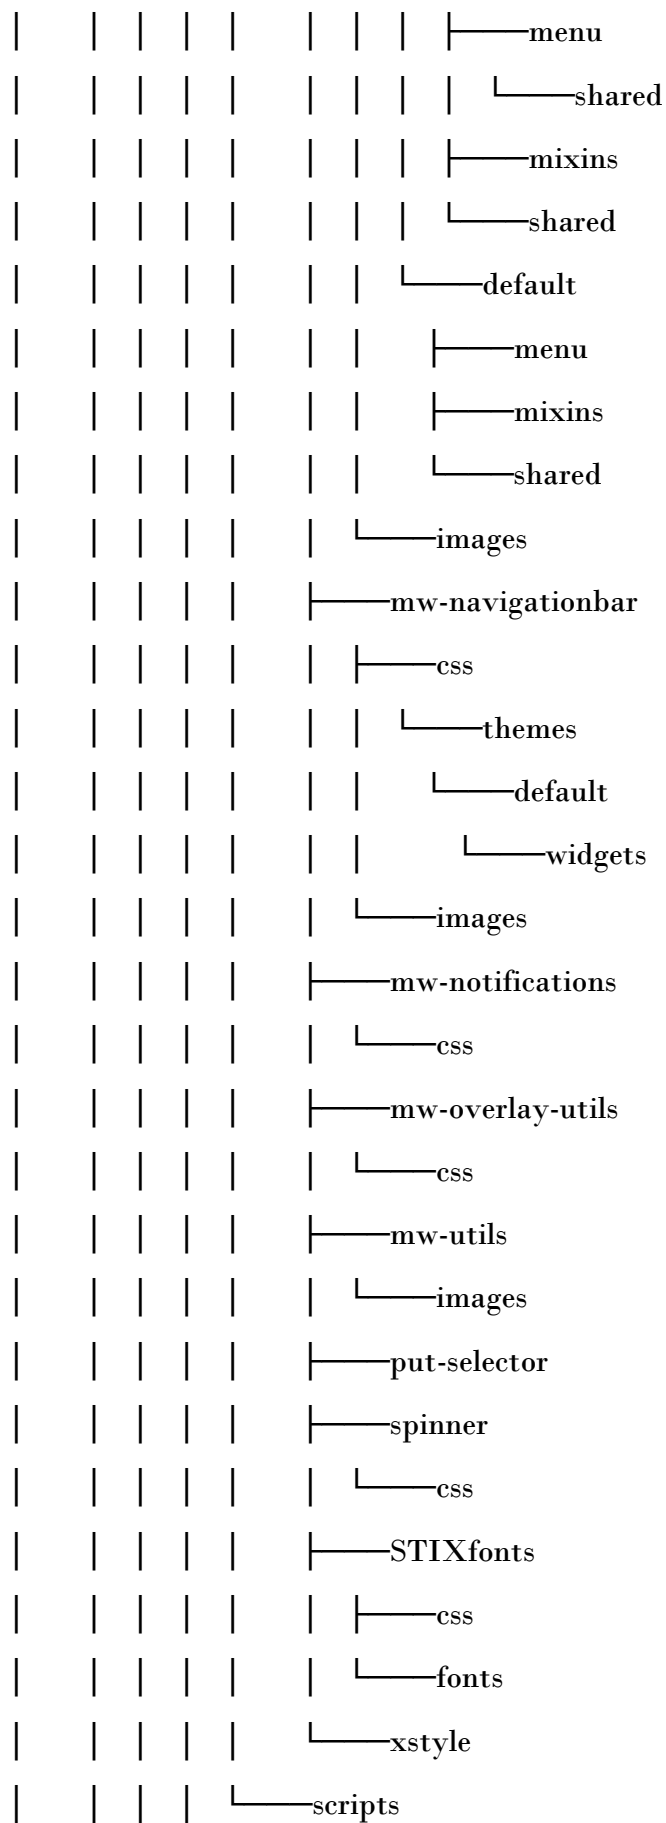 │ │ │ │ │ │ │ │ ├───menu
│ │ │ │ │ │ │ │ │ └───shared
│ │ │ │ │ │ │ │ ├───mixins
│ │ │ │ │ │ │ │ └───shared
│ │ │ │ │ │ │ └───default
│ │ │ │ │ │ │ ├───menu
│ │ │ │ │ │ │ ├───mixins
│ │ │ │ │ │ │ └───shared
│ │ │ │ │ │ └───images
│ │ │ │ │ ├───mw-navigationbar
│ │ │ │ │ │ ├───css
│ │ │ │ │ │ │ └───themes
│ │ │ │ │ │ │ └───default
│ │ │ │ │ │ │ └───widgets
│ │ │ │ │ │ └───images
│ │ │ │ │ ├───mw-notifications
│ │ │ │ │ │ └───css
│ │ │ │ │ ├───mw-overlay-utils
│ │ │ │ │ │ └───css
│ │ │ │ │ ├───mw-utils
│ │ │ │ │ │ └───images
│ │ │ │ │ ├───put-selector
│ │ │ │ │ ├───spinner
│ │ │ │ │ │ └───css
│ │ │ │ │ ├───STIXfonts
│ │ │ │ │ │ ├───css
│ │ │ │ │ │ └───fonts
│ │ │ │ │ └───xstyle
│ │ │ │ └───scripts